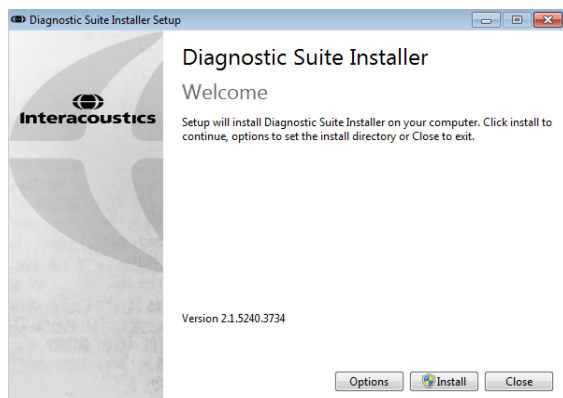 Diagnostic Suite Installer Setup
Diagnostic Suite Installer
Welcome
Interacoustics
Setup will install Diagnostic Suite Installer on your computer. Click install to
continue, options to set the install directory or Close to exit.
Version 2.1.5240.3734
Options Install Close